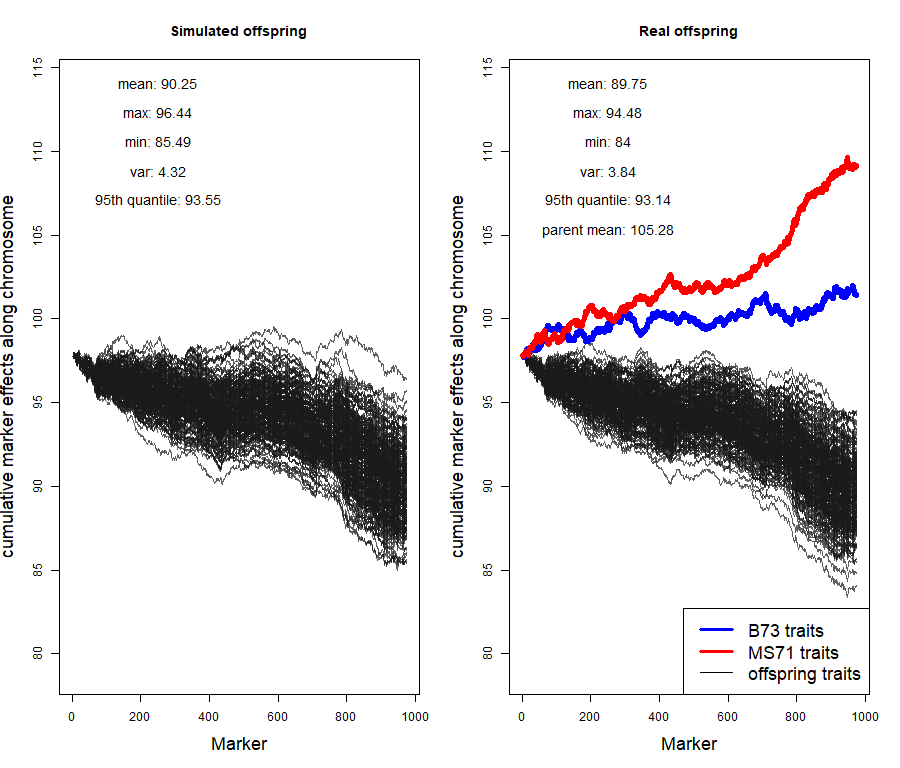 Simulated offspring
mean: 90.25
max: 96.44
min: 85.49
var: 4.32
95th quantile: 93.55
cumulative marker effects along chromosome
115
110
105
100
95
90
85
80
0 200 400 600 800 1000
Marker
Real offspring
mean: 89.75
max: 94.48
min: 84
var: 3.84
95th quantile: 93.14
parent mean: 105.28
cumulative marker effects along chromosome
115
110
105
100
95
90
85
80
B73 traits
MS71 traits
offspring traits
0 200 400 600 800 1000
Marker